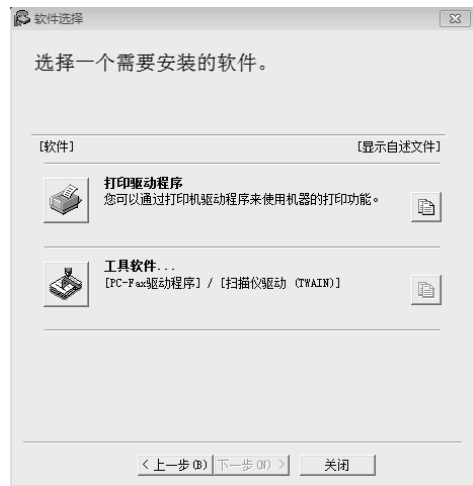 软件选择
选择一个需要安装的软件。
[软件] [显示自述文件]
打印驱动程序
您可以通过打印机驱动程序来使用机器的打印功能。
工具软件...
[PC-Fax驱动程序] / [扫描仪驱动 (TWAIN)]
< 上一步(B) 下一步(N) > 关闭